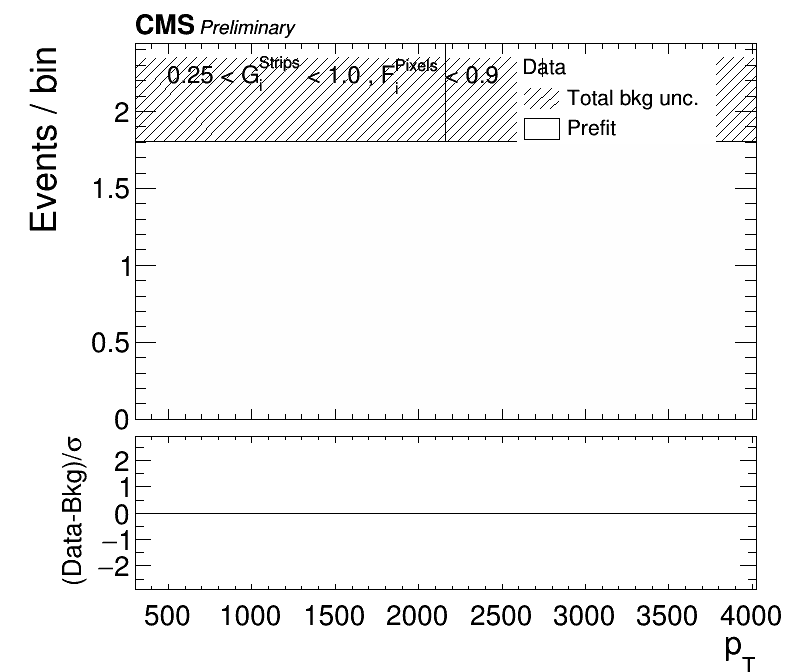 CMS Preliminary
Events / bin
0.25 < G_i^Strips < 1.0 , F_i^Pixels < 0.9
Data
Total bkg unc.
Prefit
2
1.5
1
0.5
0
(Data-Bkg)/σ
2
1
0
−1
−2
500 1000 1500 2000 2500 3000 3500 4000
p_T